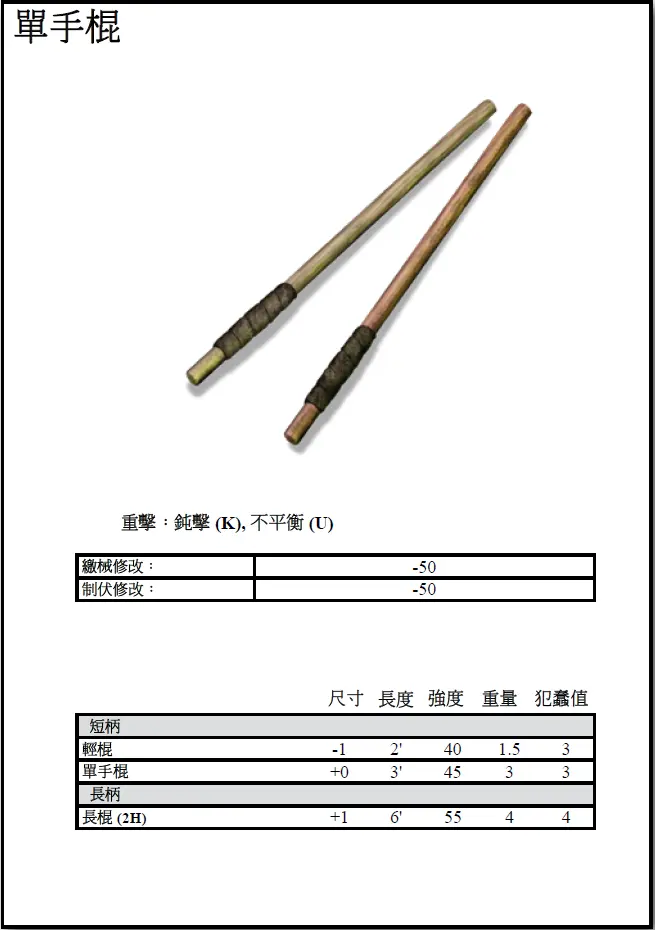 單手棍
重擊：鈍擊 (K), 不平衡 (U)
繳械修改： -50
制伏修改： -50
尺寸 長度 強度 重量 犯蠢值
短柄
輕棍 -1 2' 40 1.5 3
單手棍 +0 3' 45 3 3
長柄
長棍 (2H) +1 6' 55 4 4